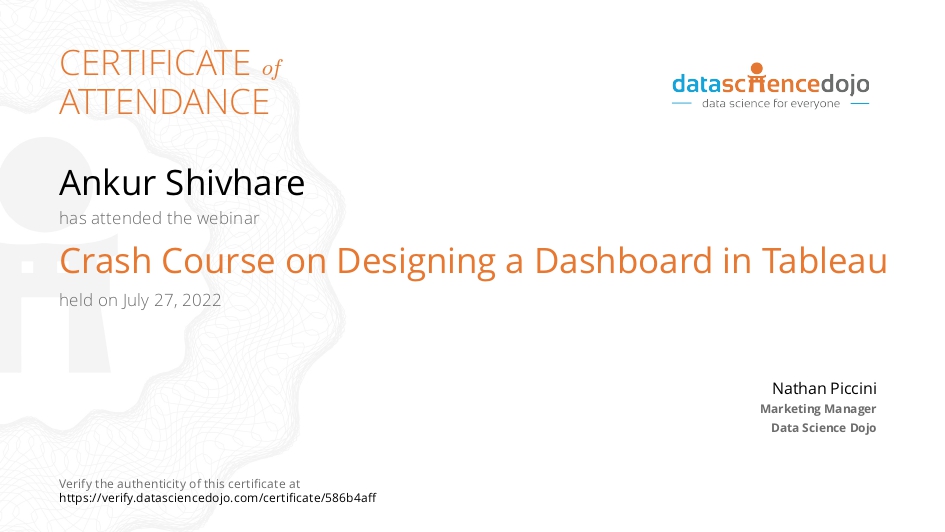 CERTIFICATE of
ATTENDANCE
datasciencedojo
data science for everyone
Ankur Shivhare
has attended the webinar
Crash Course on Designing a Dashboard in Tableau
held on July 27, 2022
Nathan Piccini
Marketing Manager
Data Science Dojo
Verify the authenticity of this certificate at
https://verify.datasciencedojo.com/certificate/586b4aff